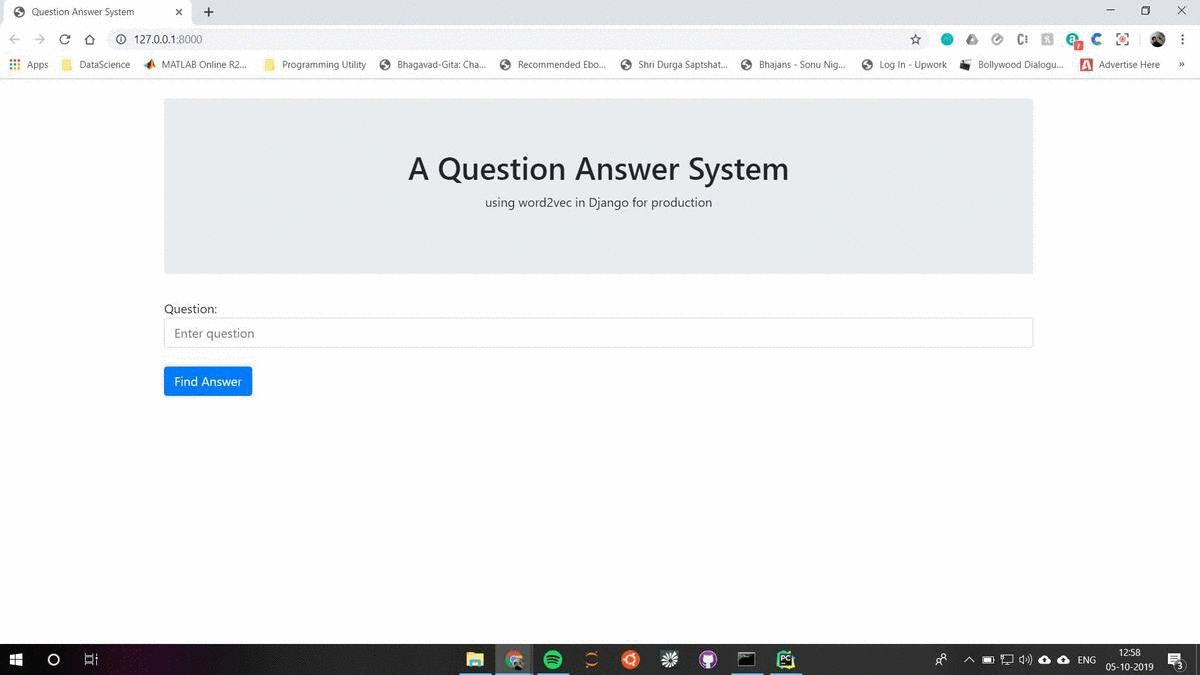 Question Answer System
127.0.0.1:8000
Apps DataScience MATLAB Online R2... Programming Utility Bhagavad-Gita: Cha... Recommended Ebo... Shri Durga Saptshat... Bhajans - Sonu Nig... Log In - Upwork Bollywood Dialogu... Advertise Here »
A Question Answer System
using word2vec in Django for production
Question:
Enter question
Find Answer
ENG
12:58
05-10-2019
3